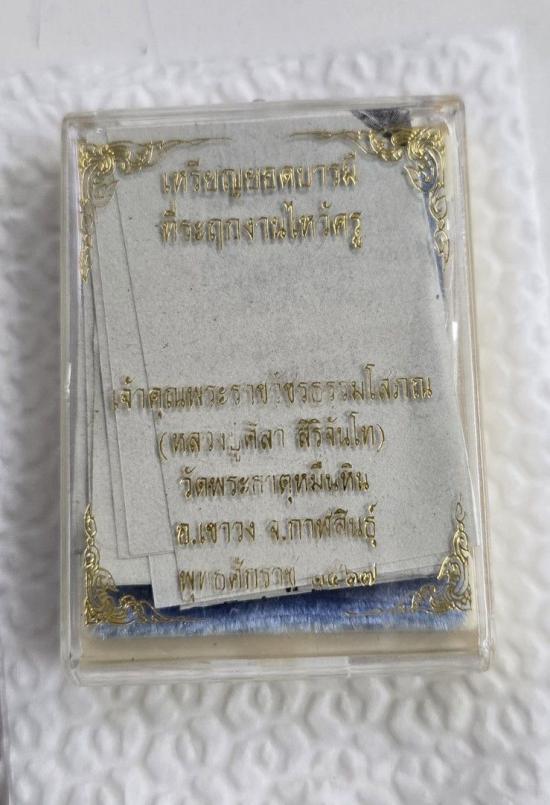 เหรียญยอดบารมี
ที่ระฤกงานไหว้ครู
เจ้าคุณพระราชวัชรธรรมโสภณ
(หลวงปู่ศิลา สิริจันโท)
วัดพระธาตุหมื่นหิน
อ.เขาวง จ.กาฬสินธุ์
พุทธศักราช ๒๕๖๗